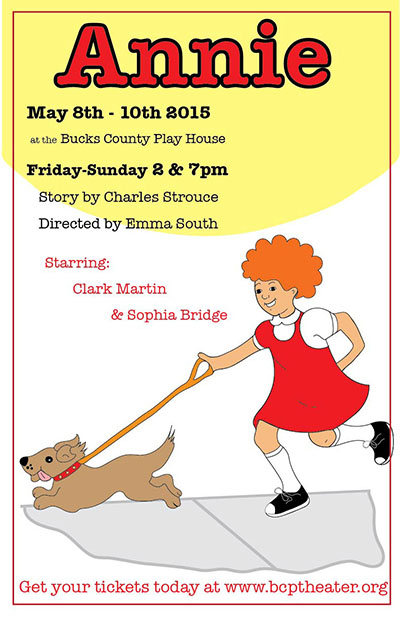 Annie
May 8th - 10th 2015
at the Bucks County Play House
Friday-Sunday 2 & 7pm
Story by Charles Strouce
Directed by Emma South
Starring:
Clark Martin
& Sophia Bridge
Get your tickets today at www.bcptheater.org